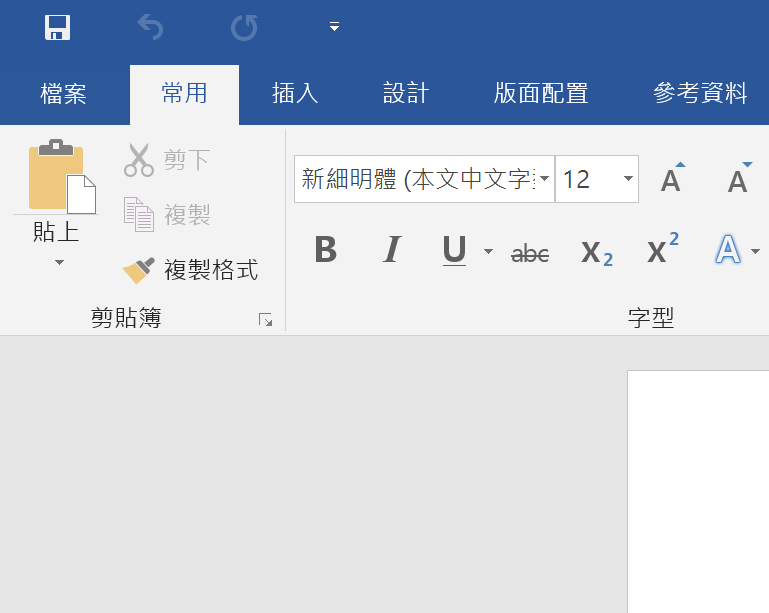 檔案 常用 插入 設計 版面配置 參考資料
剪下
新細明體 (本文中文字 12 A A
複製
貼上
B I U abc X₂ X² A
複製格式
剪貼簿 字型